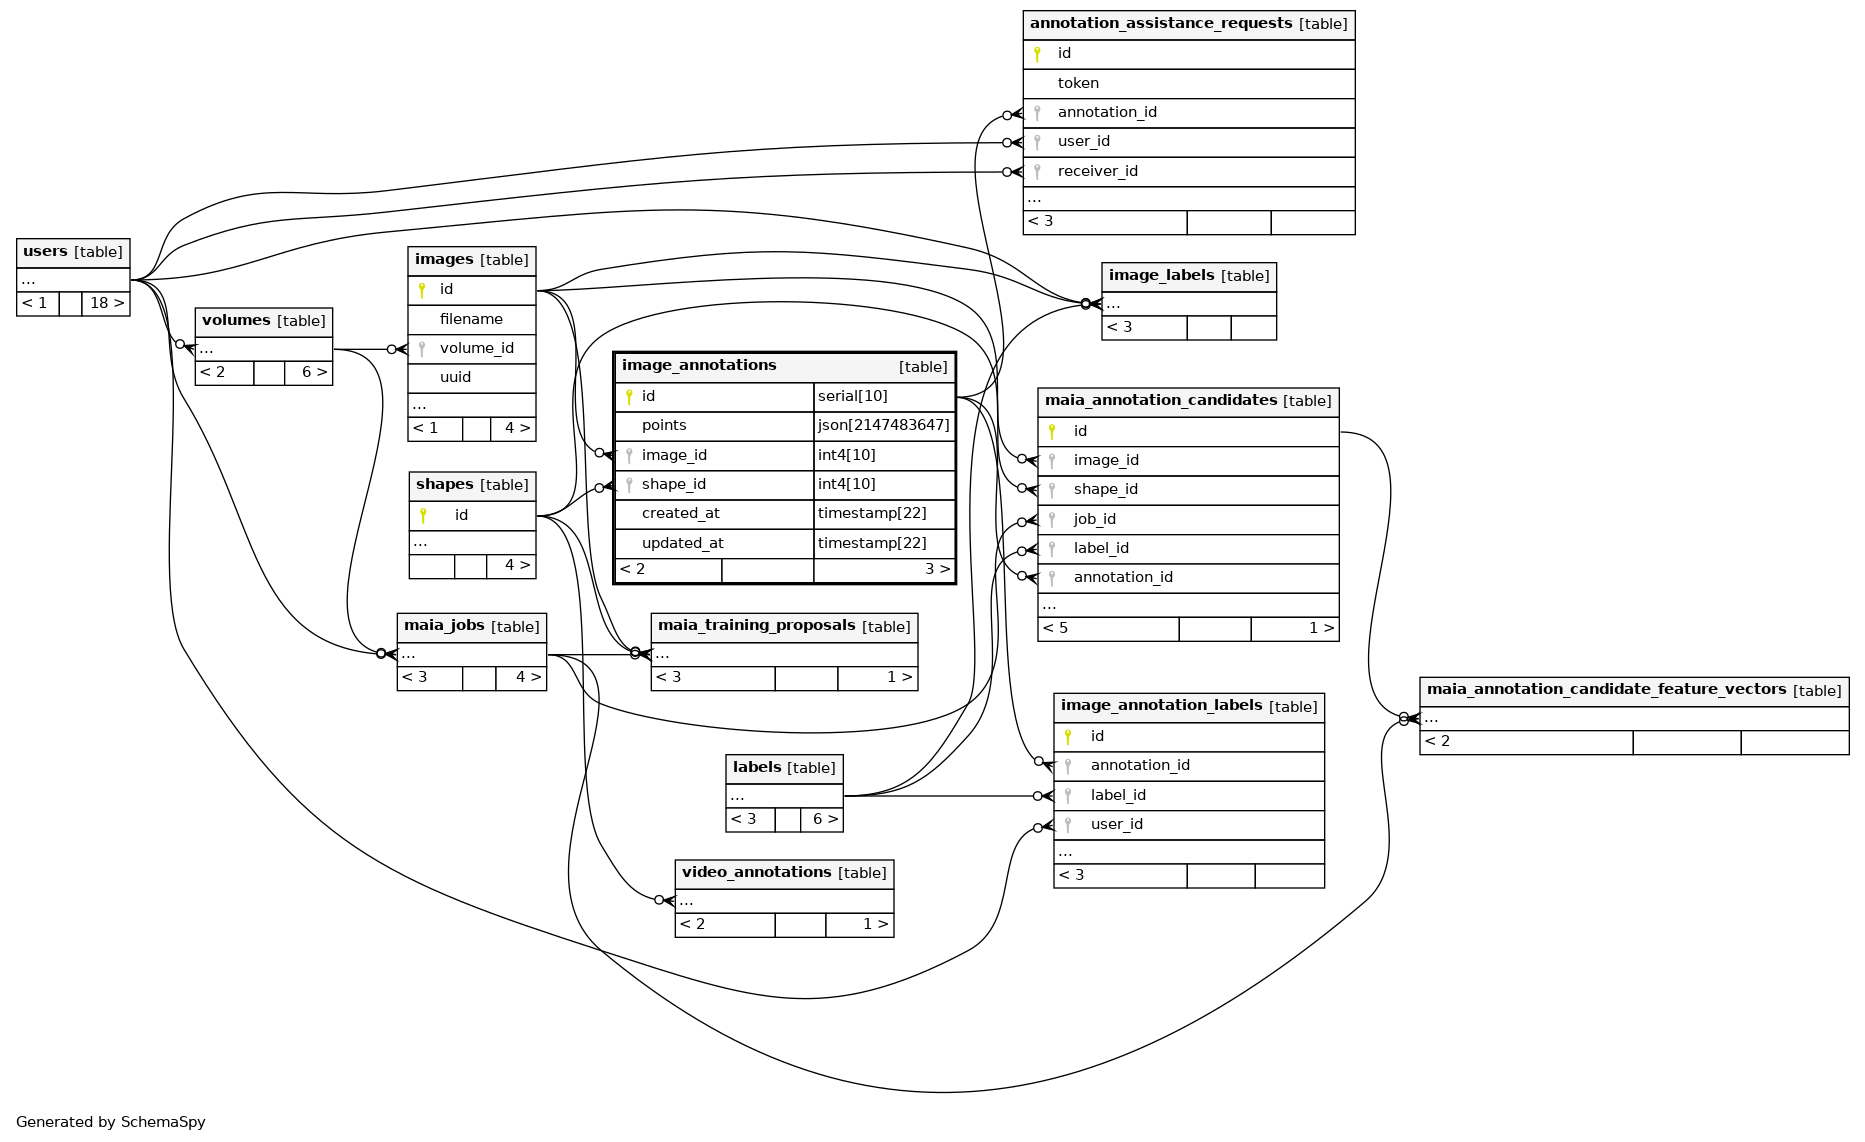 annotation_assistance_requests [table]
id
token
annotation_id
user_id
receiver_id
...
< 3
users [table]
...
< 1 18 >
volumes [table]
...
< 2 6 >
images [table]
id
filename
volume_id
uuid
...
< 1 4 >
image_labels [table]
...
< 3
image_annotations [table]
id serial[10]
points json[2147483647]
image_id int4[10]
shape_id int4[10]
created_at timestamp[22]
updated_at timestamp[22]
< 2 3 >
maia_annotation_candidates [table]
id
image_id
shape_id
job_id
label_id
annotation_id
...
< 5 1 >
shapes [table]
id
...
4 >
maia_jobs [table]
...
< 3 4 >
maia_training_proposals [table]
...
< 3 1 >
maia_annotation_candidate_feature_vectors [table]
...
< 2
image_annotation_labels [table]
id
annotation_id
label_id
user_id
...
< 3
labels [table]
...
< 3 6 >
video_annotations [table]
...
< 2 1 >
Generated by SchemaSpy